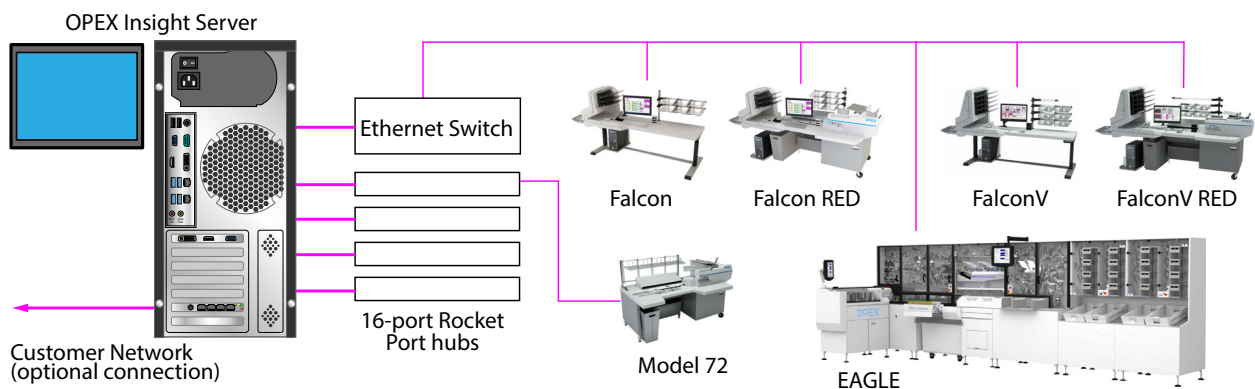 OPEX Insight Server
Ethernet Switch
Falcon
Falcon RED
FalconV
FalconV RED
16-port Rocket
Port hubs
Customer Network
(optional connection)
Model 72
OPEX
EAGLE